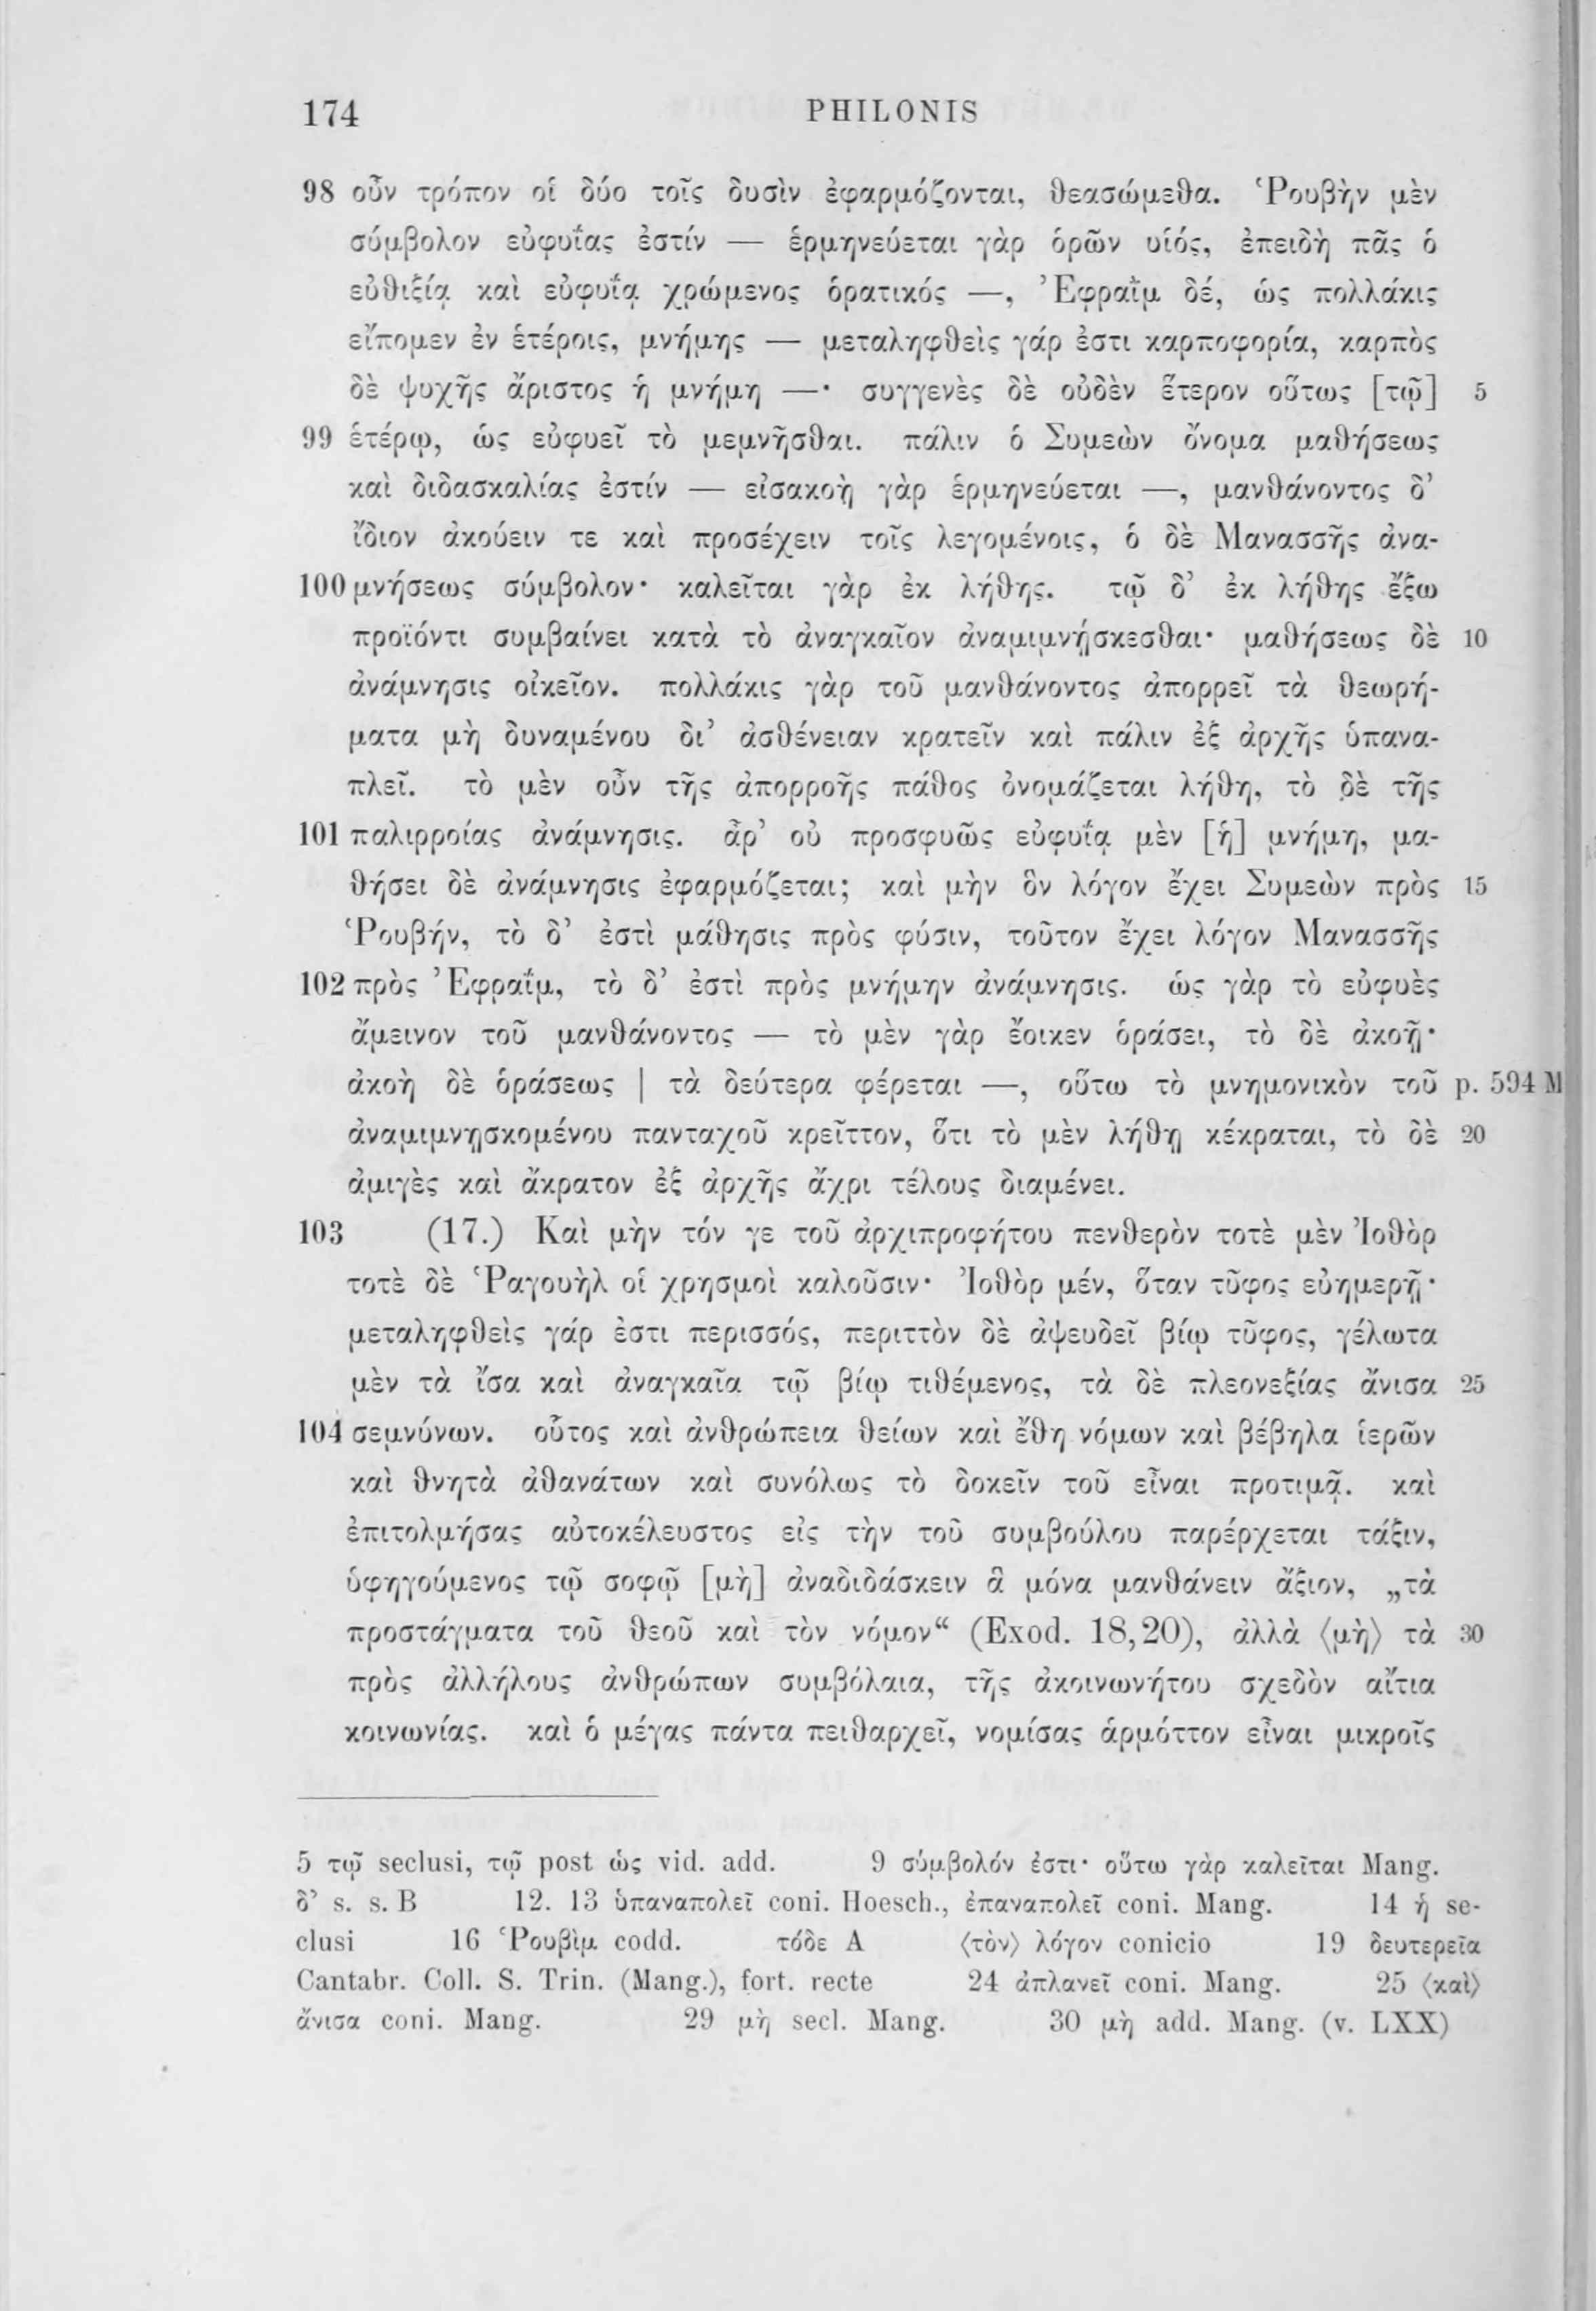 174 PHILONIS
98 οὖν τρόπον οἱ δύο τοῖς δυσὶν ἐφαρμόζονται, θεασώμεθα. Ῥουβὴν μὲν
σύμβολον εὐφυΐας ἐστίν — ἑρμηνεύεται γὰρ ὁρῶν υἱός, ἐπειδὴ πᾶς ὁ
εὐθιξίᾳ καὶ εὐφυΐᾳ χρώμενος ὁρατικός —, Ἐφραῒμ δέ, ὡς πολλάκις
εἴπομεν ἐν ἑτέροις, μνήμης — μεταληφθεὶς γάρ ἐστι καρποφορία, καρπὸς
δὲ ψυχῆς ἄριστος ἡ μνήμη —· συγγενὲς δὲ οὐδὲν ἕτερον οὕτως [τῷ] 5
99 ἑτέρῳ, ὡς εὐφυεῖ τὸ μεμνῆσθαι. πάλιν ὁ Συμεὼν ὄνομα μαθήσεως
καὶ διδασκαλίας ἐστίν — εἰσακοὴ γὰρ ἑρμηνεύεται —, μανθάνοντος δ’
ἴδιον ἀκούειν τε καὶ προσέχειν τοῖς λεγομένοις, ὁ δὲ Μανασσῆς ἀνα-
100 μνήσεως σύμβολον· καλεῖται γὰρ ἐκ λήθης. τῷ δ’ ἐκ λήθης ἔξω
προϊόντι συμβαίνει κατὰ τὸ ἀναγκαῖον ἀναμιμνῄσκεσθαι· μαθήσεως δὲ 10
ἀνάμνησις οἰκεῖον. πολλάκις γὰρ τοῦ μανθάνοντος ἀπορρεῖ τὰ θεωρή-
ματα μὴ δυναμένου δι’ ἀσθένειαν κρατεῖν καὶ πάλιν ἐξ ἀρχῆς ὑπανα-
πλεῖ. τὸ μὲν οὖν τῆς ἀπορροῆς πάθος ὀνομάζεται λήθη, τὸ δὲ τῆς
101 παλιρροίας ἀνάμνησις. ἆρ’ οὐ προσφυῶς εὐφυΐᾳ μὲν [ἡ] μνήμη, μα-
θήσει δὲ ἀνάμνησις ἐφαρμόζεται; καὶ μὴν ὃν λόγον ἔχει Συμεὼν πρὸς 15
Ῥουβήν, τὸ δ’ ἐστὶ μάθησις πρὸς φύσιν, τοῦτον ἔχει λόγον Μανασσῆς
102 πρὸς Ἐφραΐμ, τὸ δ’ ἐστὶ πρὸς μνήμην ἀνάμνησις. ὡς γὰρ τὸ εὐφυὲς
ἄμεινον τοῦ μανθάνοντος — τὸ μὲν γὰρ ἔοικεν ὁράσει, τὸ δὲ ἀκοῇ·
ἀκοὴ δὲ ὁράσεως | τὰ δεύτερα φέρεται —, οὕτω τὸ μνημονικὸν τοῦ p. 594 M
ἀναμιμνῃσκομένου πανταχοῦ κρεῖττον, ὅτι τὸ μὲν λήθῃ κέκραται, τὸ δὲ 20
ἀμιγὲς καὶ ἄκρατον ἐξ ἀρχῆς ἄχρι τέλους διαμένει.
103 (17.) Καὶ μὴν τόν γε τοῦ ἀρχιπροφήτου πενθερὸν τοτὲ μὲν Ἰοθὸρ
τοτὲ δὲ Ῥαγουὴλ οἱ χρησμοὶ καλοῦσιν· Ἰοθὸρ μέν, ὅταν τῦφος εὐημερῇ·
μεταληφθεὶς γάρ ἐστι περισσός, περιττὸν δὲ ἀψευδεῖ βίῳ τῦφος, γέλωτα
μὲν τὰ ἴσα καὶ ἀναγκαῖα τῷ βίῳ τιθέμενος, τὰ δὲ πλεονεξίας ἄνισα 25
104 σεμνύνων. οὗτος καὶ ἀνθρώπεια θείων καὶ ἔθη νόμων καὶ βέβηλα ἱερῶν
καὶ θνητὰ ἀθανάτων καὶ συνόλως τὸ δοκεῖν τοῦ εἶναι προτιμᾷ. καὶ
ἐπιτολμήσας αὐτοκέλευστος εἰς τὴν τοῦ συμβούλου παρέρχεται τάξιν,
ὑφηγούμενος τῷ σοφῷ [μὴ] ἀναδιδάσκειν ἃ μόνα μανθάνειν ἄξιον, „τὰ
προστάγματα τοῦ θεοῦ καὶ τὸν νόμον“ (Exod. 18,20), ἀλλὰ ⟨μὴ⟩ τὰ 30
πρὸς ἀλλήλους ἀνθρώπων συμβόλαια, τῆς ἀκοινωνήτου σχεδὸν αἴτια
κοινωνίας. καὶ ὁ μέγας πάντα πειθαρχεῖ, νομίσας ἁρμόττον εἶναι μικροῖς
5 τῷ seclusi, τῷ post ὡς vid. add. 9 σύμβολόν ἐστι· οὕτω γὰρ καλεῖται Mang.
δ’ s. s. B 12. 13 ὑπαναπολεῖ coni. Hoesch., ἐπαναπολεῖ coni. Mang. 14 ἡ se-
clusi 16 Ῥουβὶμ codd. τόδε A ⟨τὸν⟩ λόγον conicio 19 δευτερεῖα
Cantabr. Coll. S. Trin. (Mang.), fort. recte 24 ἀπλανεῖ coni. Mang. 25 ⟨καὶ⟩
ἄνισα coni. Mang. 29 μὴ secl. Mang. 30 μὴ add. Mang. (v. LXX)